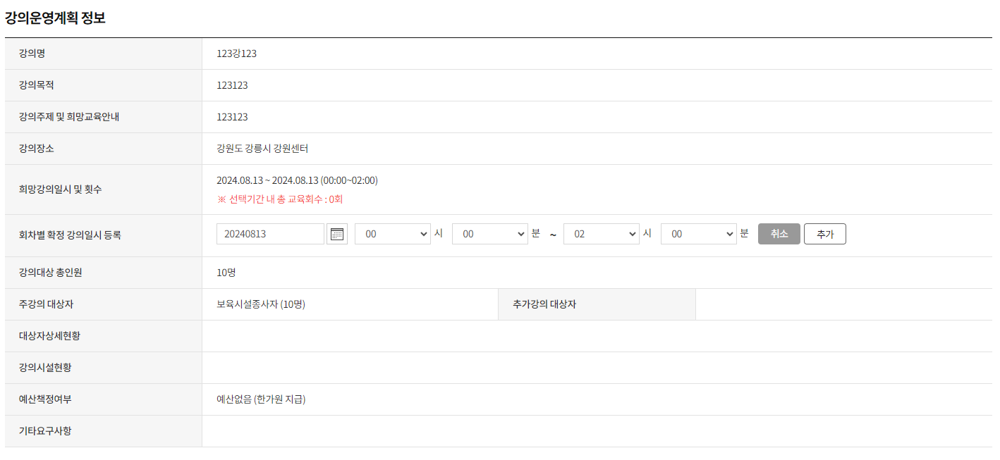 강의운영계획 정보
강의명 123강123
강의목적 123123
강의주제 및 희망교육안내 123123
강의장소 강원도 강릉시 강원센터
희망강의일시 및 횟수 2024.08.13 ~ 2024.08.13 (00:00~02:00)
※ 선택기간 내 총 교육회수 : 0회
회차별 확정 강의일시 등록 20240813 00 시 00 분 ~ 02 시 00 분 취소 추가
강의대상 총인원 10명
주강의 대상자 보육시설종사자 (10명) 추가강의 대상자
대상자상세현황
강의시설현황
예산책정여부 예산없음 (한가원 지급)
기타요구사항